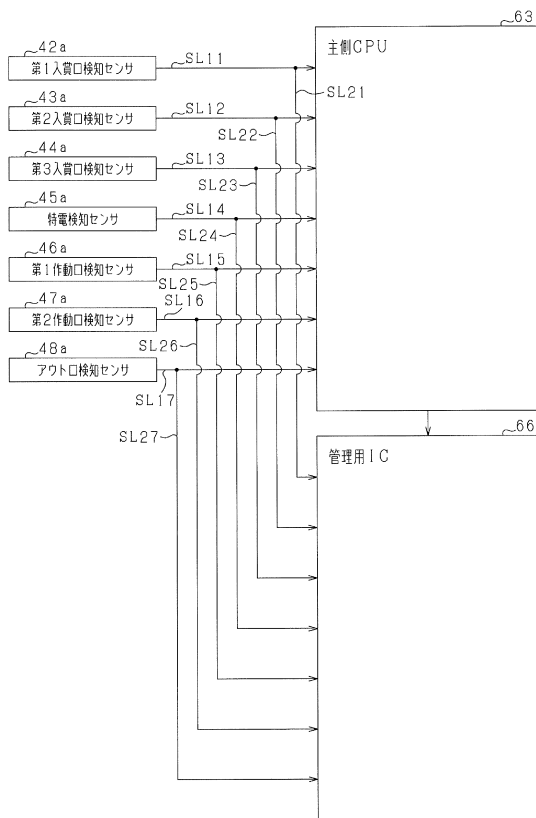 63
主側CPU
42a
第1入賞口検知センサ
SL11
SL21
43a
第2入賞口検知センサ
SL12
SL22
44a
第3入賞口検知センサ
SL13
SL23
45a
特電検知センサ
SL14
SL24
46a
第1作動口検知センサ
SL15
SL25
47a
第2作動口検知センサ
SL16
SL26
48a
アウト口検知センサ
SL17
SL27
66
管理用IC